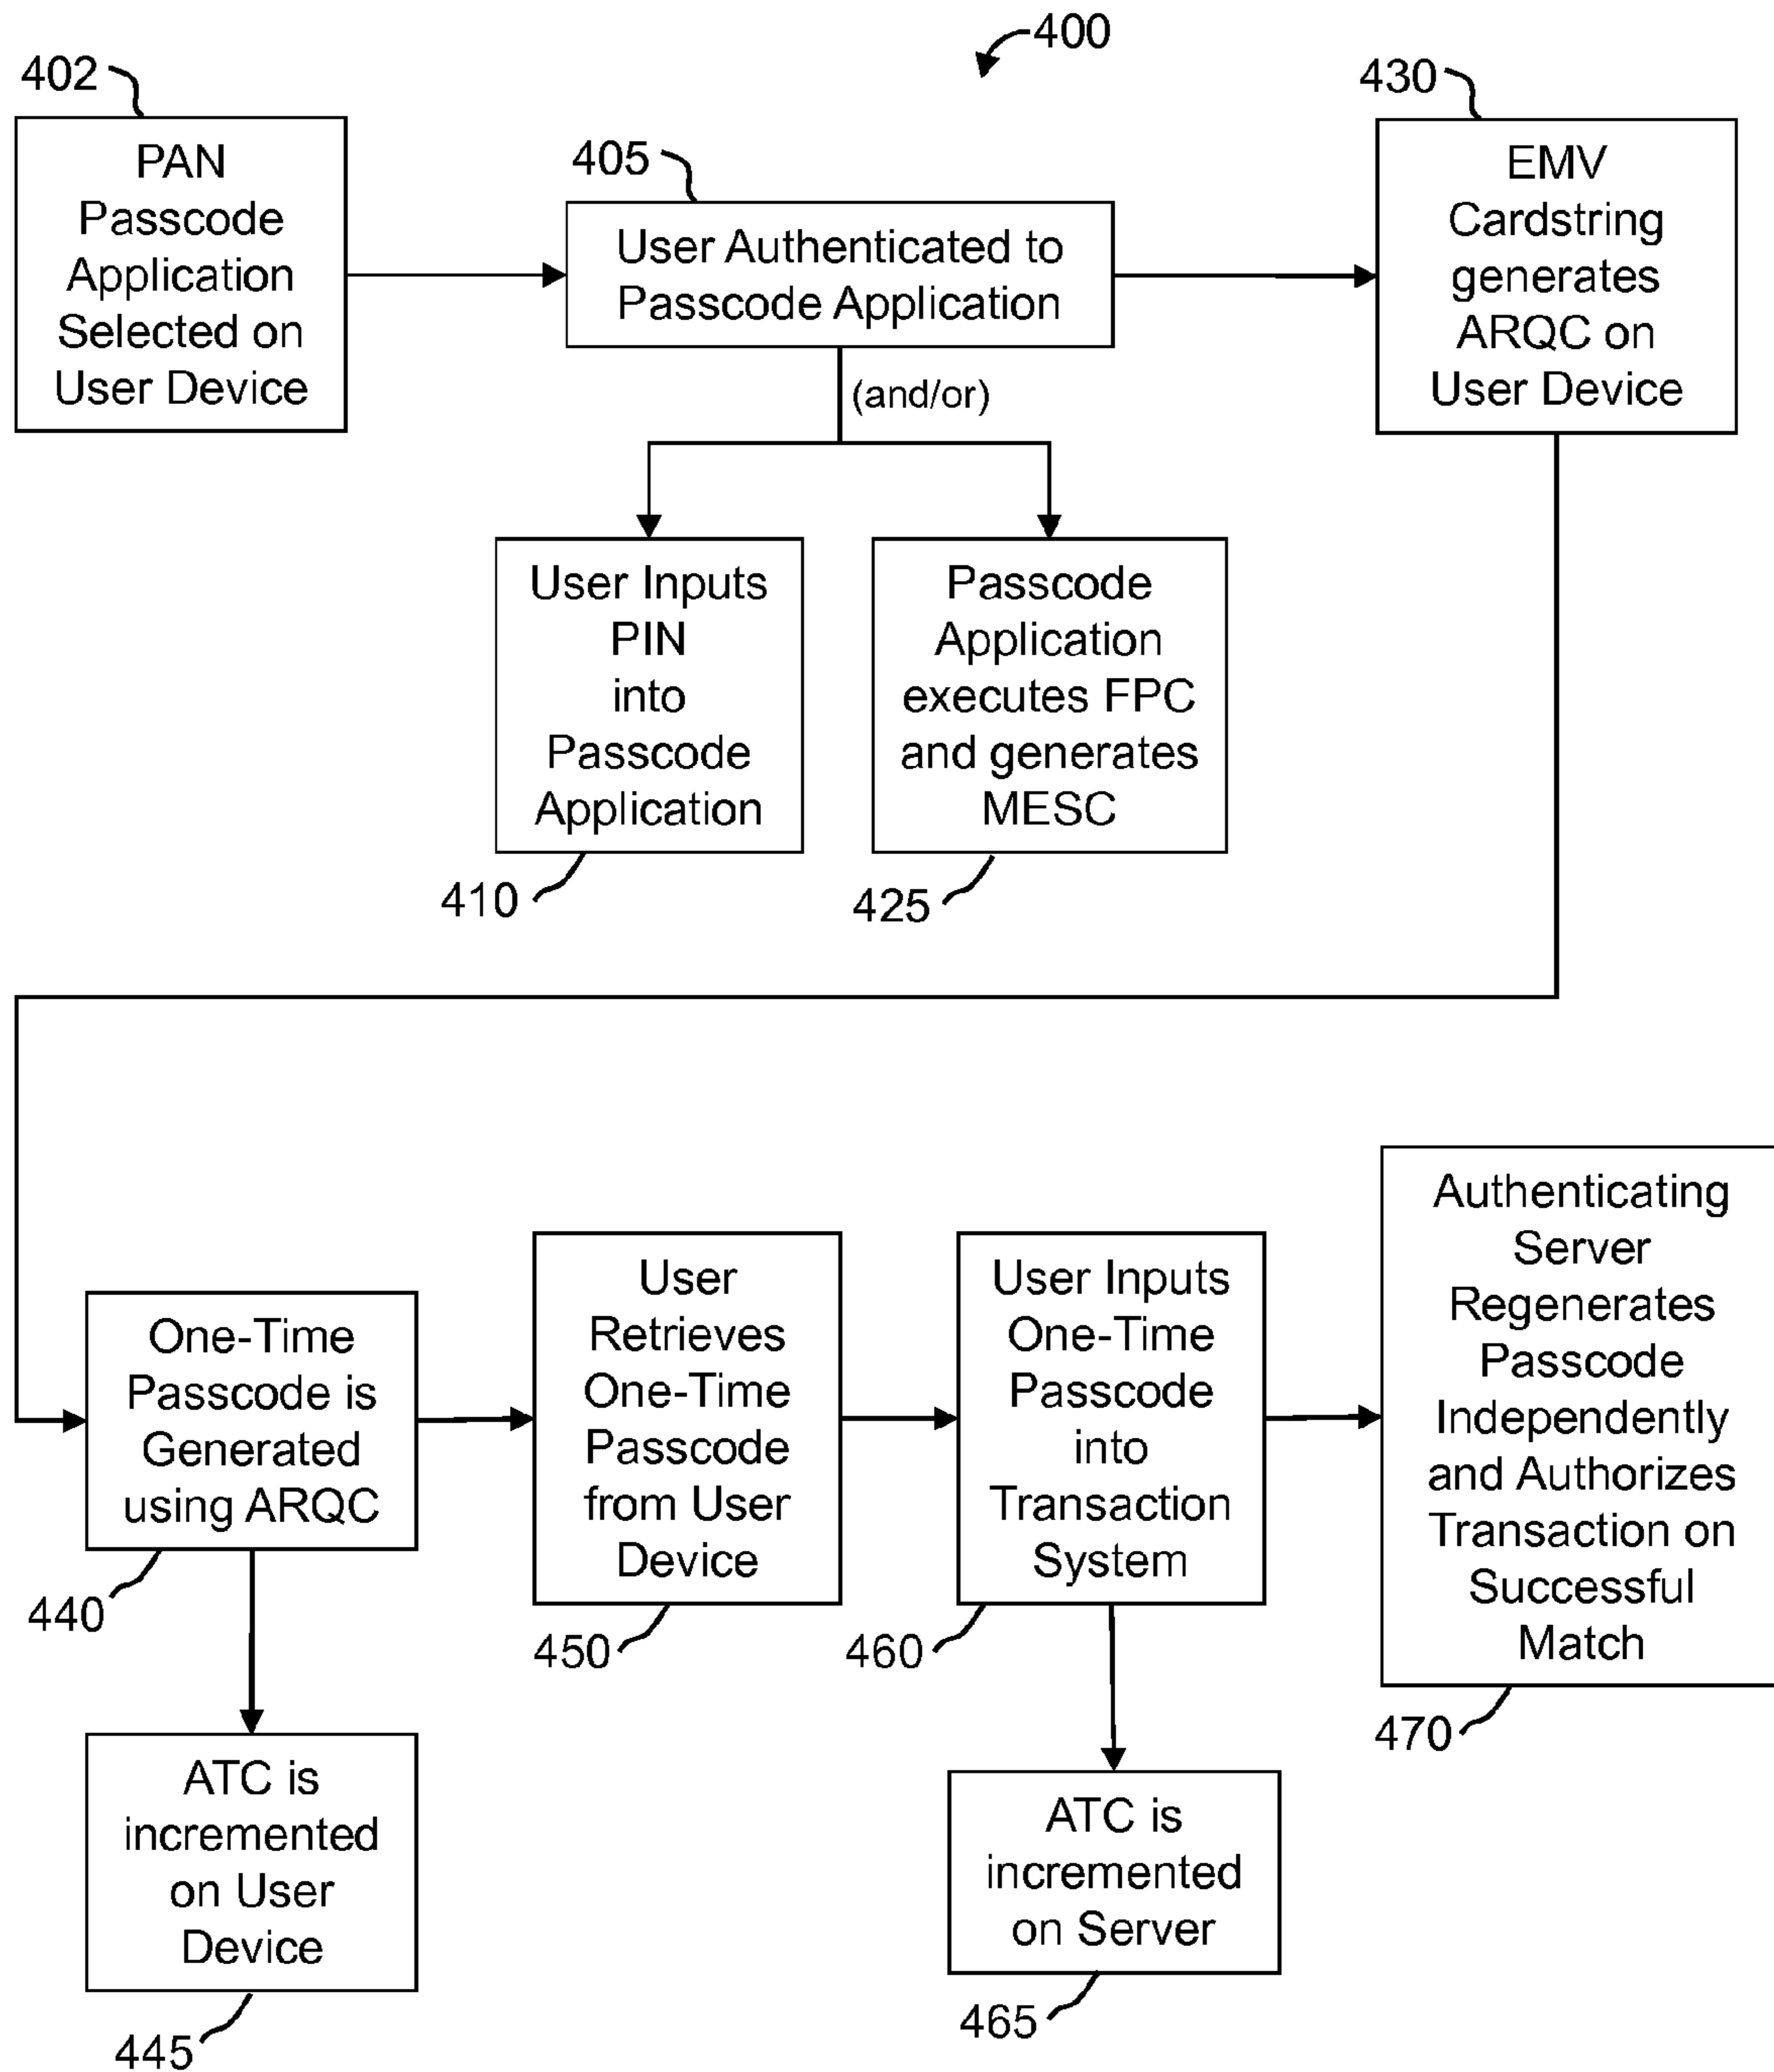 400
402
PAN
Passcode
Application
Selected on
User Device
405
User Authenticated to
Passcode Application
430
EMV
Cardstring
generates
ARQC on
User Device
(and/or)
User Inputs
PIN
into
Passcode
Application
410
Passcode
Application
executes FPC
and generates
MESC
425
One-Time
Passcode is
Generated
using ARQC
440
User
Retrieves
One-Time
Passcode
from User
Device
450
User Inputs
One-Time
Passcode
into
Transaction
System
460
Authenticating
Server
Regenerates
Passcode
Independently
and Authorizes
Transaction on
Successful
Match
470
ATC is
incremented
on User
Device
445
ATC is
incremented
on Server
465